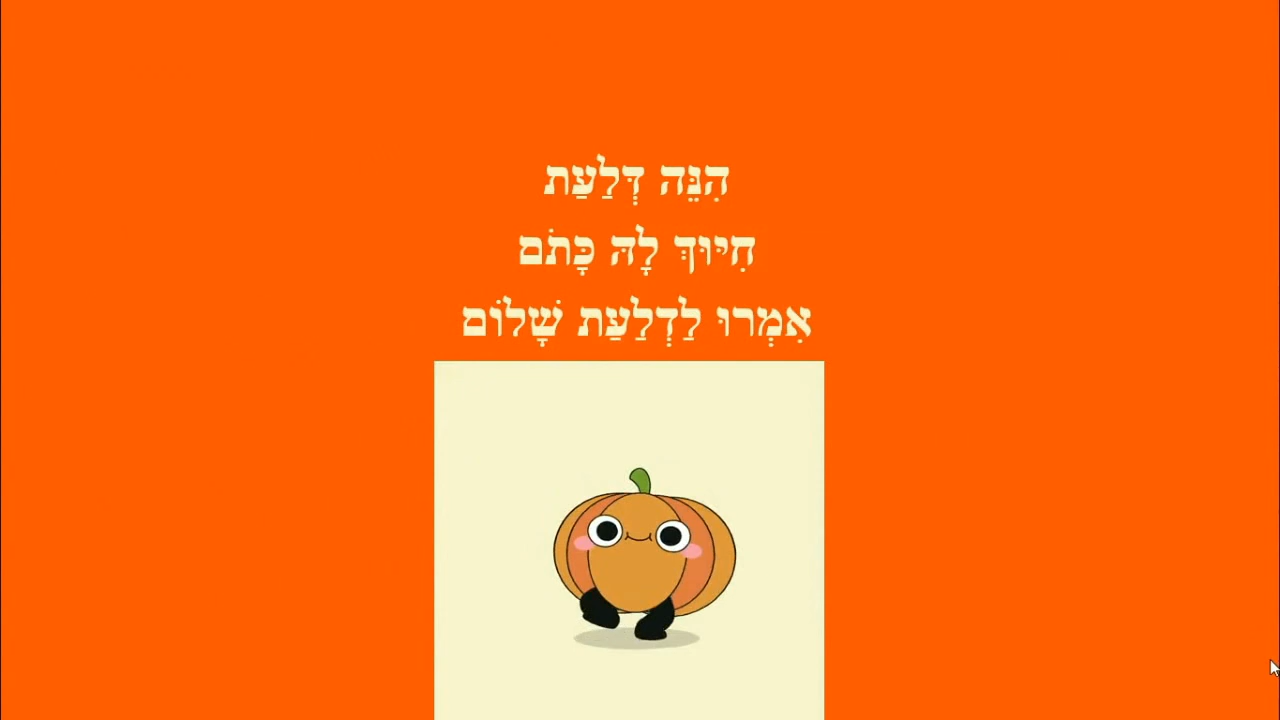 הִנֵּה דְּלַעַת
חִיּוּךְ לָהּ כָּתֹם
אִמְרוּ לַדְלַעַת שָׁלוֹם